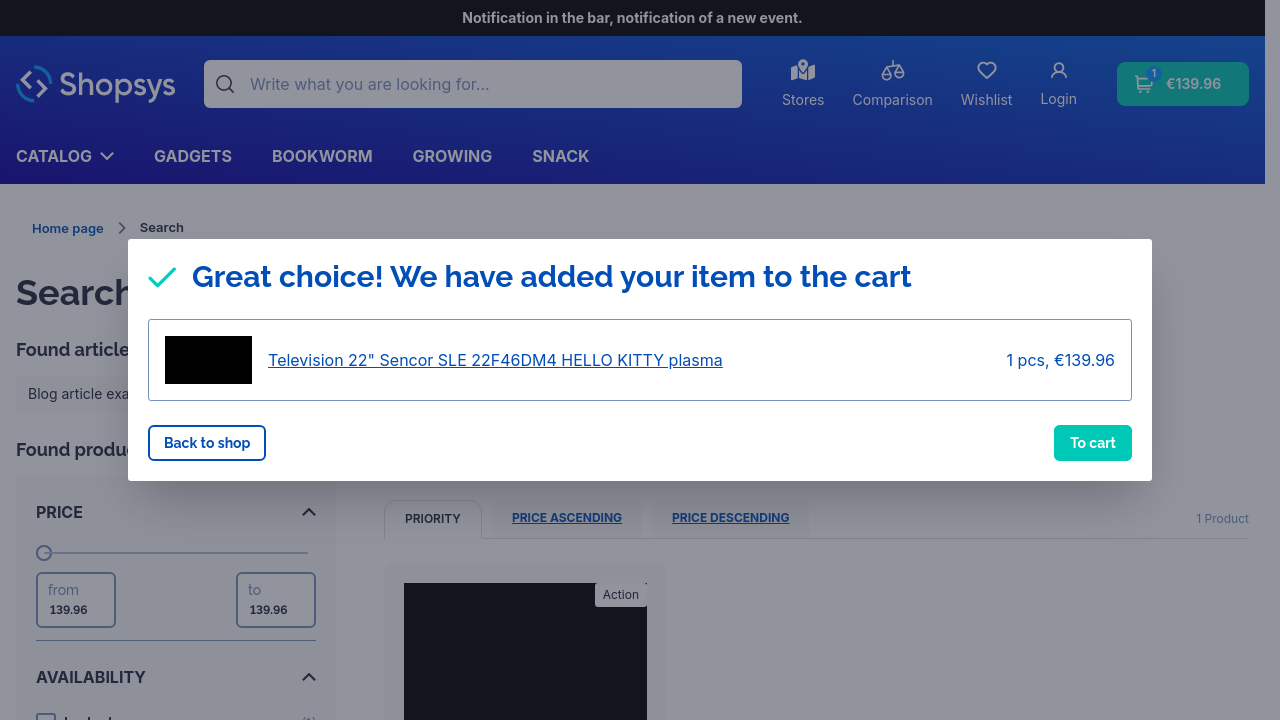 Notification in the bar, notification of a new event.
Shopsys
Write what you are looking for...
Stores
Comparison
Wishlist
Login
1
€139.96
CATALOG
GADGETS
BOOKWORM
GROWING
SNACK
Home page
Search
Search
Great choice! We have added your item to the cart
Television 22" Sencor SLE 22F46DM4 HELLO KITTY plasma
1 pcs, €139.96
Back to shop
To cart
Found article
Blog article exa
Found produ
PRICE
from
139.96
to
139.96
AVAILABILITY
PRIORITY
PRICE ASCENDING
PRICE DESCENDING
1 Product
Action